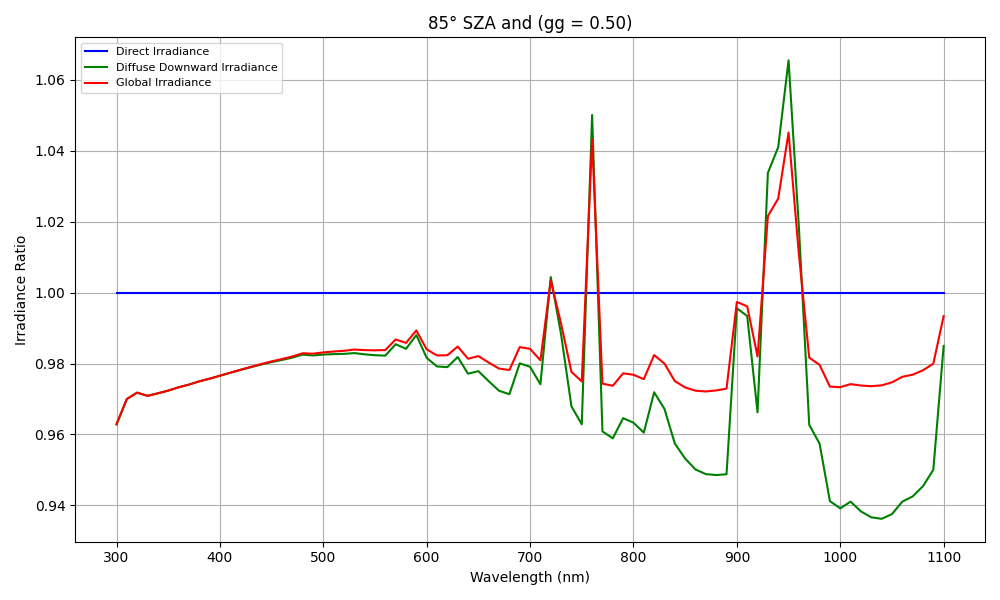 85° SZA and (gg = 0.50)
Direct Irradiance
Diffuse Downward Irradiance
Global Irradiance
Irradiance Ratio
1.06
1.04
1.02
1.00
0.98
0.96
0.94
300 400 500 600 700 800 900 1000 1100
Wavelength (nm)